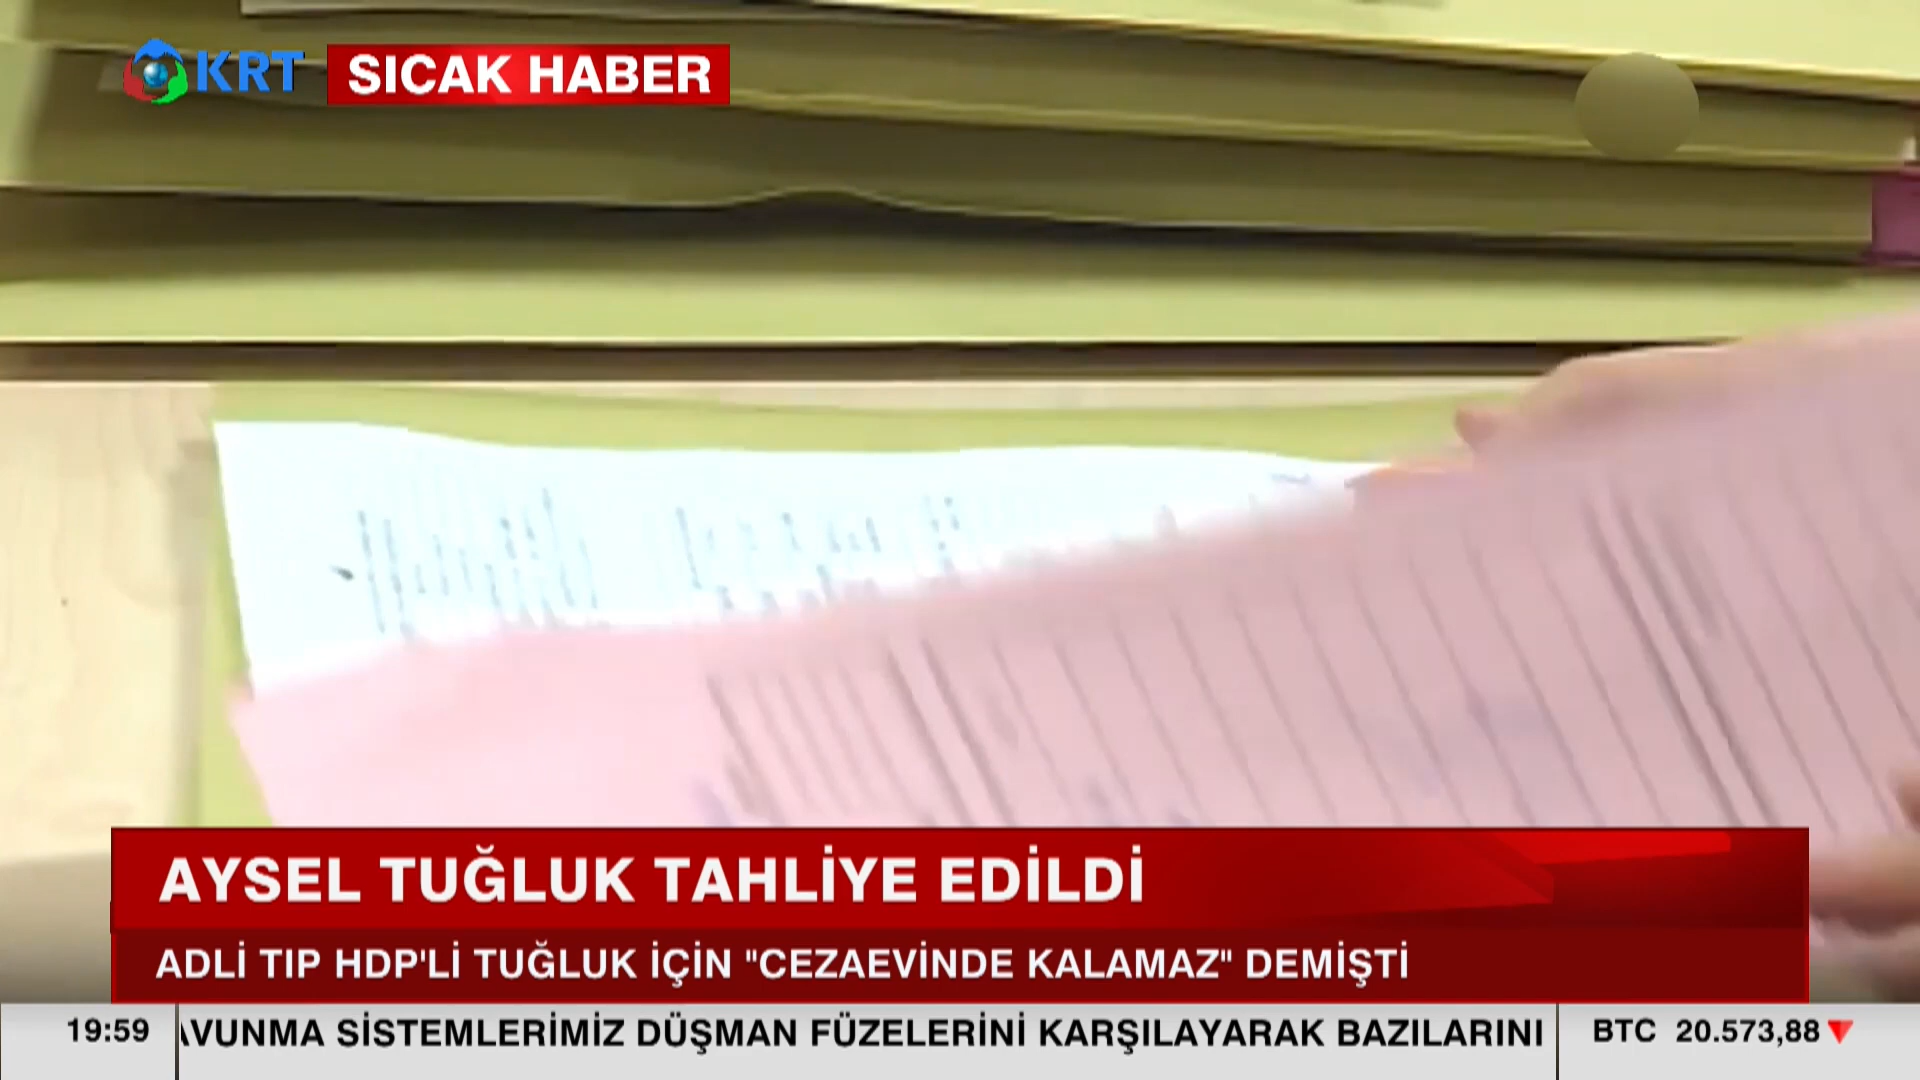 KRT SICAK HABER
AYSEL TUĞLUK TAHLİYE EDİLDİ
ADLİ TIP HDP'Lİ TUĞLUK İÇİN "CEZAEVİNDE KALAMAZ" DEMİŞTİ
19:59 AVUNMA SİSTEMLERİMİZ DÜŞMAN FÜZELERİNİ KARŞILAYARAK BAZILARINI BTC 20.573,88